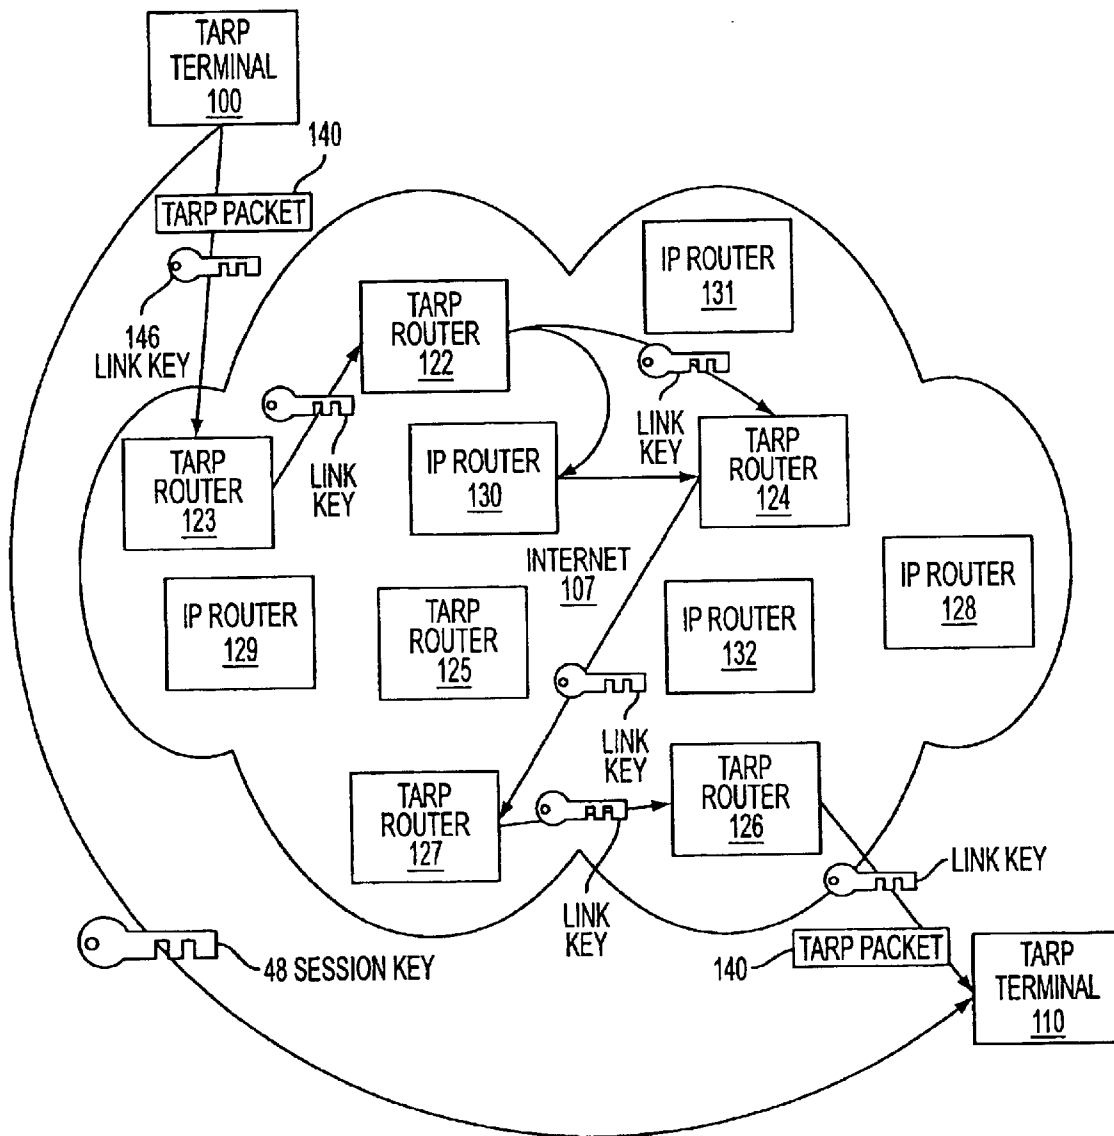 TARP
TERMINAL
100
140
TARP PACKET
146
LINK KEY
IP ROUTER
131
TARP
ROUTER
122
LINK
KEY
LINK
KEY
TARP
ROUTER
123
IP ROUTER
130
TARP
ROUTER
124
INTERNET
107
IP ROUTER
128
IP ROUTER
129
TARP
ROUTER
125
IP ROUTER
132
LINK
KEY
TARP
ROUTER
127
TARP
ROUTER
126
LINK
KEY
LINK KEY
48 SESSION KEY
140
TARP PACKET
TARP
TERMINAL
110